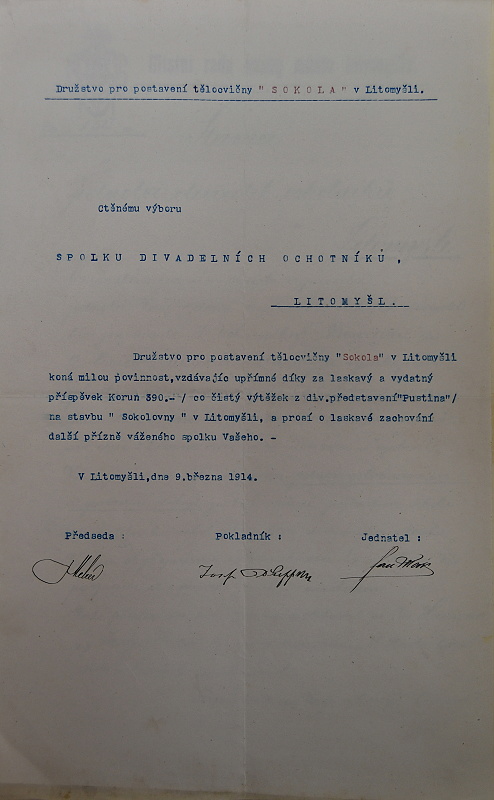 Družstvo pro postavení tělocvičny " SOKOLA " v Litomyšli.
Ctěnému výboru
SPOLKU DIVADELNÍCH OCHOTNÍKŮ ,
LITOMYŠL.
Družstvo pro postavení tělocvičny "Sokola" v Litomyšli
koná milou povinnost,vzdávajíc upřímné díky za laskavý a vydatný
příspěvek Korun 390.- / co čistý výtěžek z div.představení"Pustina"/
na stavbu " Sokolovny " v Litomyšli, a prosí o laskavé zachování
další přízně váženého spolku Vašeho. -
V Litomyšli,dne 9.března 1914.
Předseda : Pokladník : Jednatel :
Josef Jan